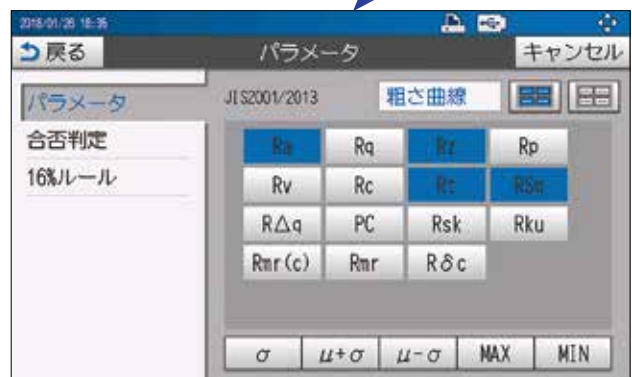 2018/01/26 18:35
戻る パラメータ キャンセル
パラメータ JIS2001/2013 粗さ曲線
合否判定
16%ルール
Ra Rq Rz Rp
Rv Rc Rt RSm
RΔq PC Rsk Rku
Rmr(c) Rmr Rδc
σ μ+σ μ-σ MAX MIN